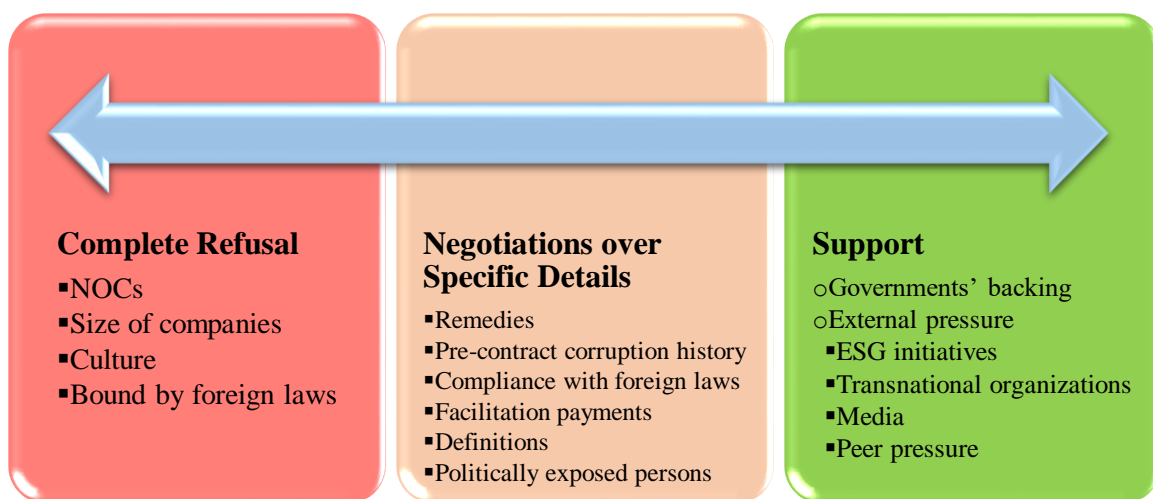 Complete Refusal
▪NOCs
▪Size of companies
▪Culture
▪Bound by foreign laws
Negotiations over
Specific Details
▪Remedies
▪Pre-contract corruption history
▪Compliance with foreign laws
▪Facilitation payments
▪Definitions
▪Politically exposed persons
Support
oGovernments’ backing
oExternal pressure
▪ESG initiatives
▪Transnational organizations
▪Media
▪Peer pressure